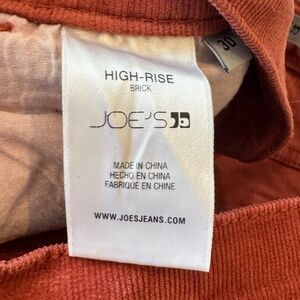 HIGH-RISE
BRICK
JOE'S
MADE IN CHINA
HECHO EN CHINA
FABRIQUÉ EN CHINE
WWW.JOESJEANS.COM
30